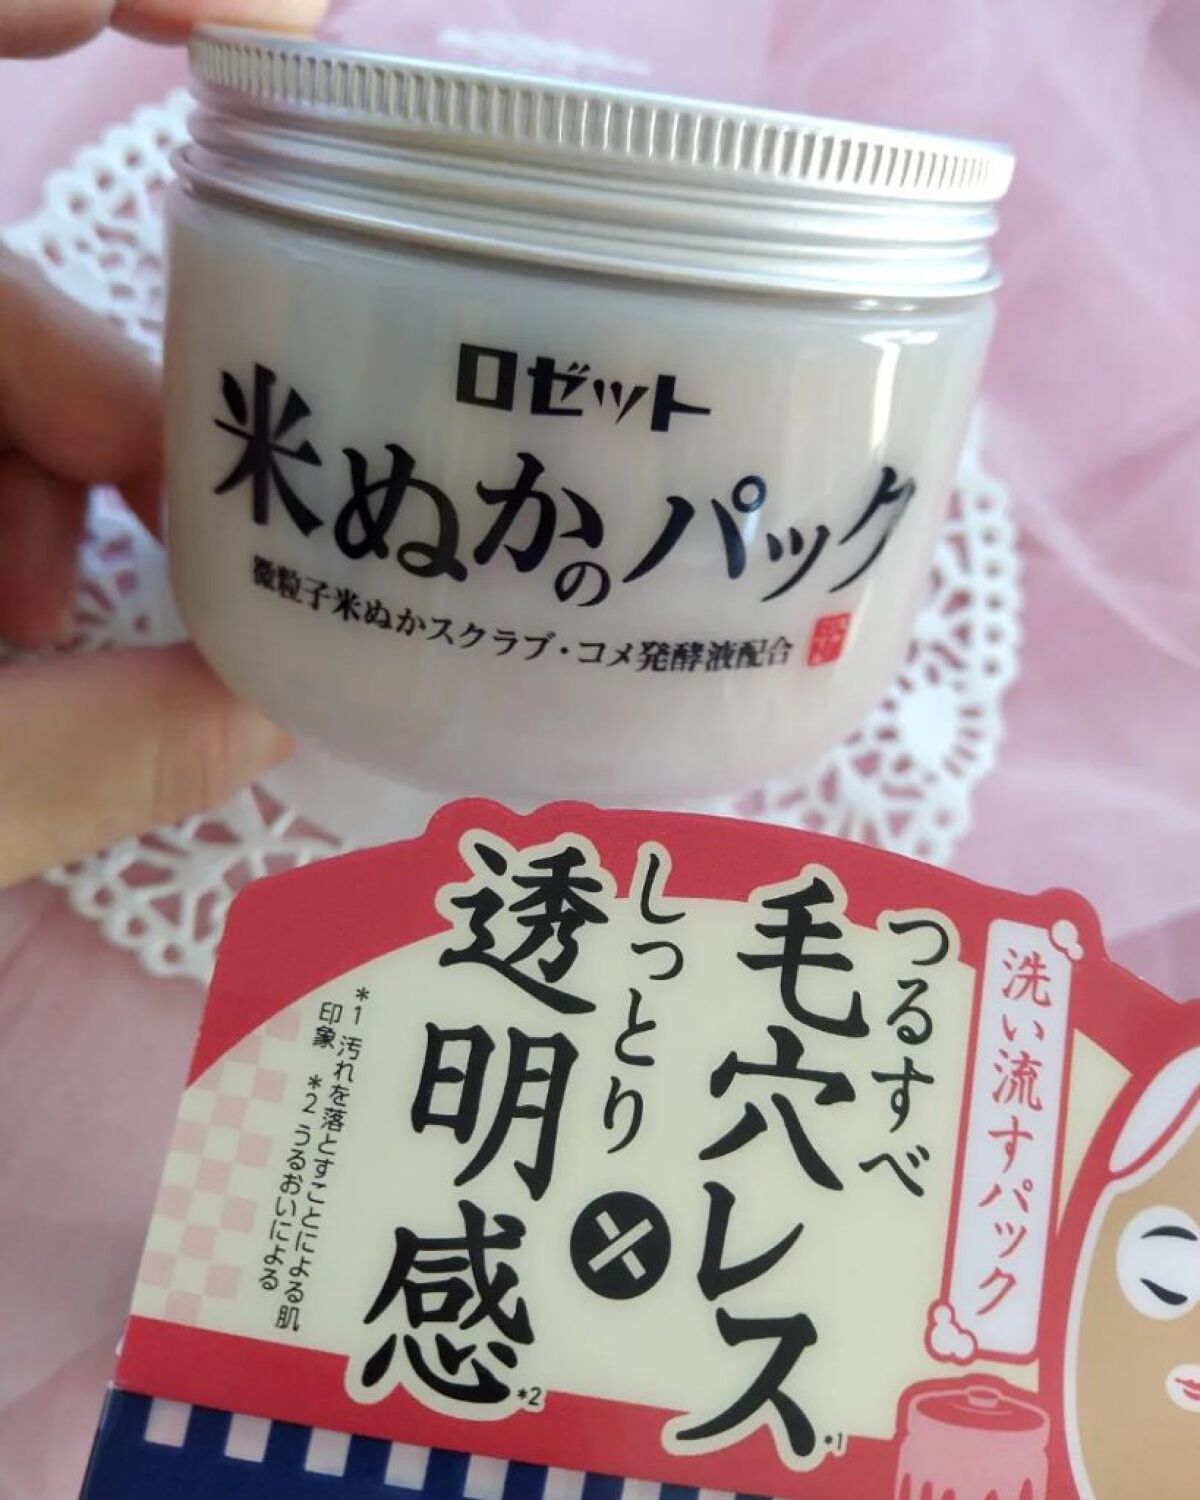 ロゼット
米ぬかのパック
微粒子米ぬかスクラブ・コメ発酵液配合
洗い流すパック
つるすべ
毛穴レス*1
×
しっとり
透明感*2
*1 汚れを落とすことによる肌
印象 *2 うるおいによる